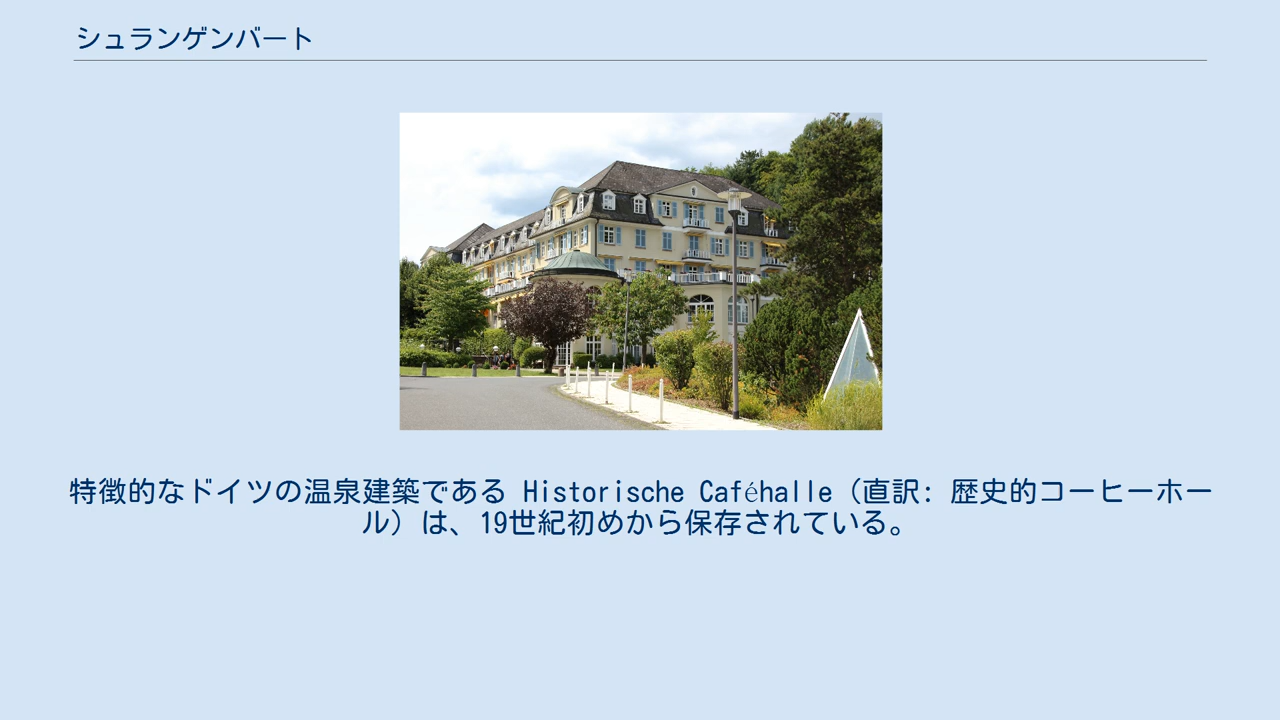 シュランゲンバート
特徴的なドイツの温泉建築である Historische Caféhalle（直訳: 歴史的コーヒーホー
ル）は、19世紀初めから保存されている。